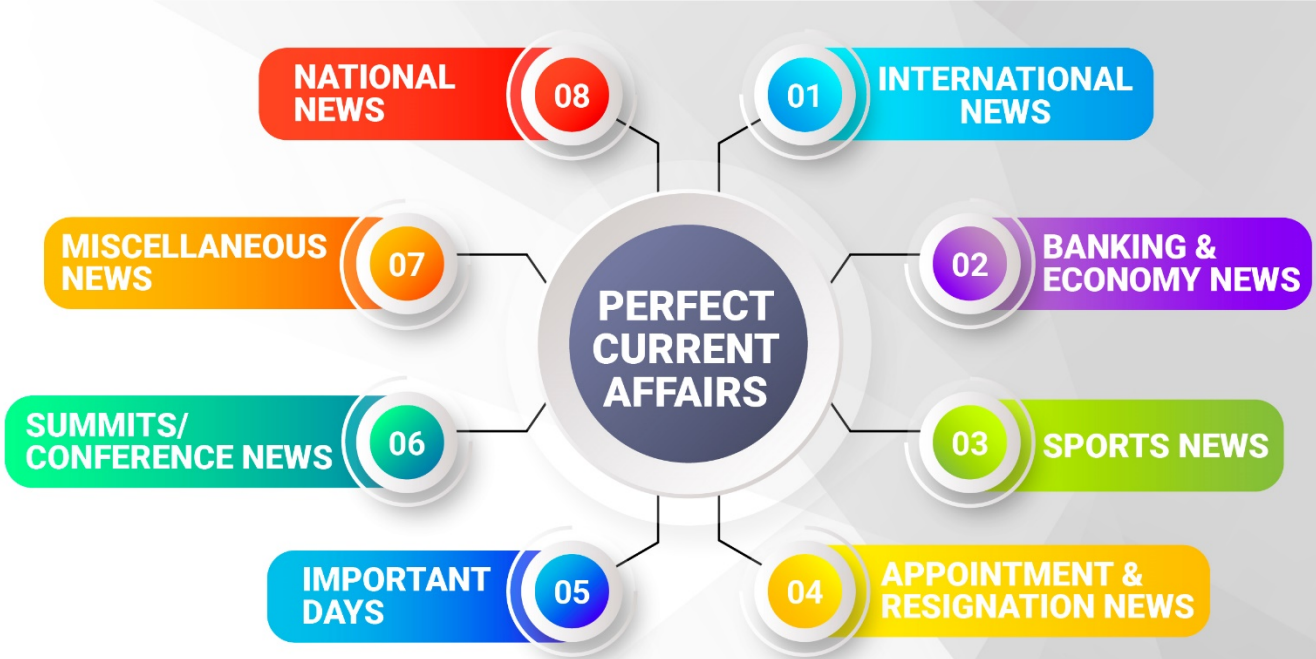 NATIONAL
NEWS
08
01
INTERNATIONAL
NEWS
MISCELLANEOUS
NEWS
07
02
BANKING &
ECONOMY NEWS
PERFECT
CURRENT
AFFAIRS
SUMMITS/
CONFERENCE NEWS
06
03
SPORTS NEWS
IMPORTANT
DAYS
05
04
APPOINTMENT &
RESIGNATION NEWS